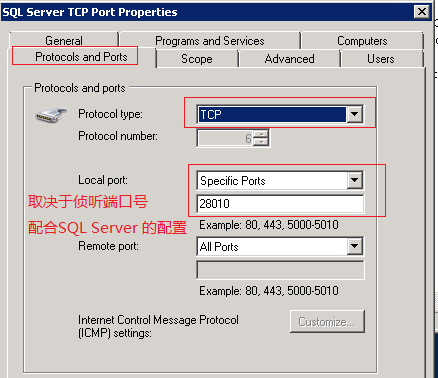 SQL Server TCP Port Properties
General
Programs and Services
Computers
Protocols and Ports
Scope
Advanced
Users
Protocols and ports
Protocol type:
TCP
Protocol number:
6
Local port:
Specific Ports
取决于侦听端口号
28010
配合SQL Server 的配置
Example: 80, 443, 5000-5010
Remote port:
All Ports
Example: 80, 443, 5000-5010
Internet Control Message Protocol
(ICMP) settings:
Customize...